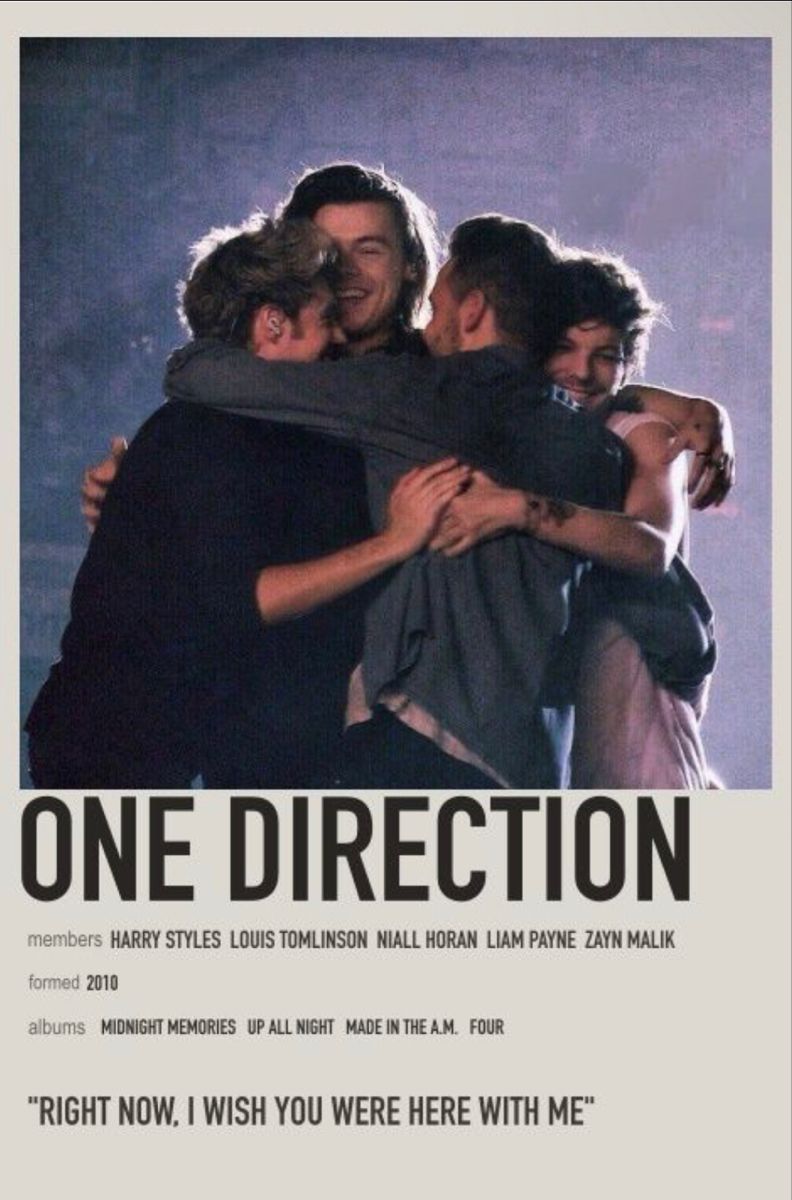 ONE DIRECTION
members HARRY STYLES LOUIS TOMLINSON NIALL HORAN LIAM PAYNE ZAYN MALIK
formed 2010
albums MIDNIGHT MEMORIES UP ALL NIGHT MADE IN THE A.M. FOUR
"RIGHT NOW, I WISH YOU WERE HERE WITH ME"